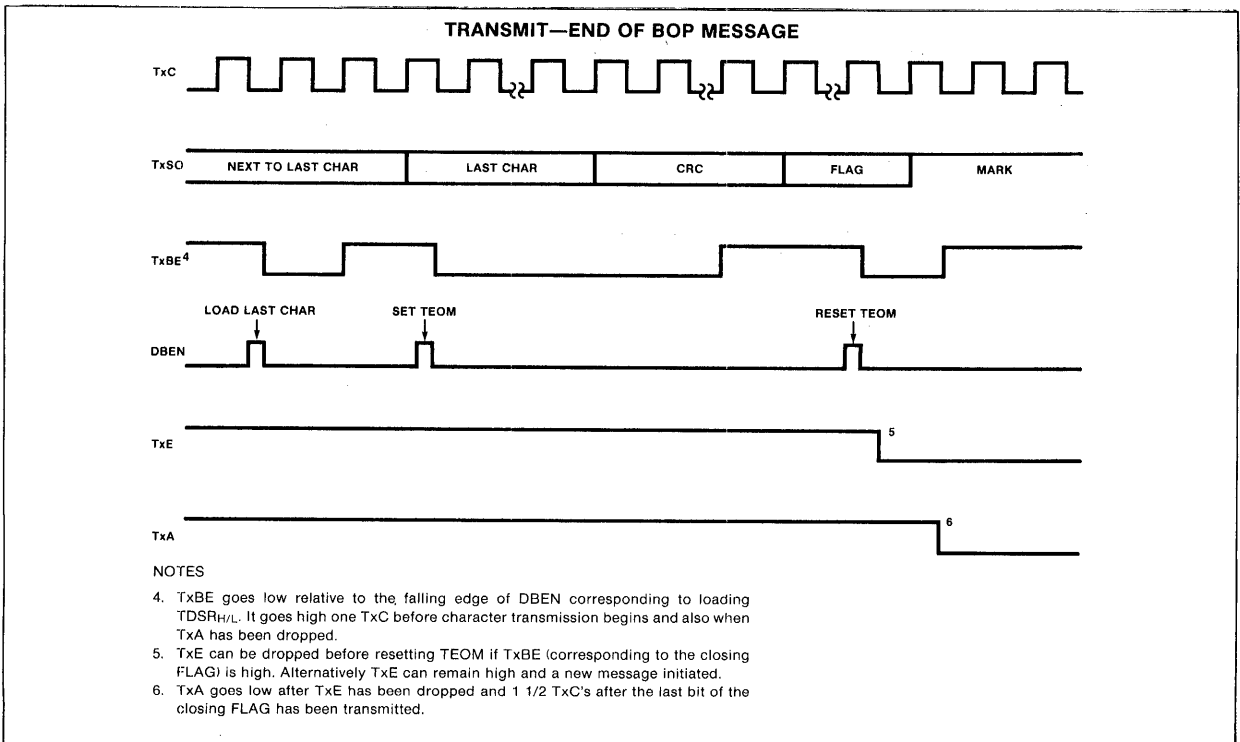 TRANSMIT—END OF BOP MESSAGE
TxC
TxSO
NEXT TO LAST CHAR
LAST CHAR
CRC
FLAG
MARK
TxBE4
LOAD LAST CHAR
SET TEOM
RESET TEOM
DBEN
TxE
5
TxA
6
NOTES
4. TxBE goes low relative to the falling edge of DBEN corresponding to loading
TDSRH/L. It goes high one TxC before character transmission begins and also when
TxA has been dropped.
5. TxE can be dropped before resetting TEOM if TxBE (corresponding to the closing
FLAG) is high. Alternatively TxE can remain high and a new message initiated.
6. TxA goes low after TxE has been dropped and 1 1/2 TxC's after the last bit of the
closing FLAG has been transmitted.